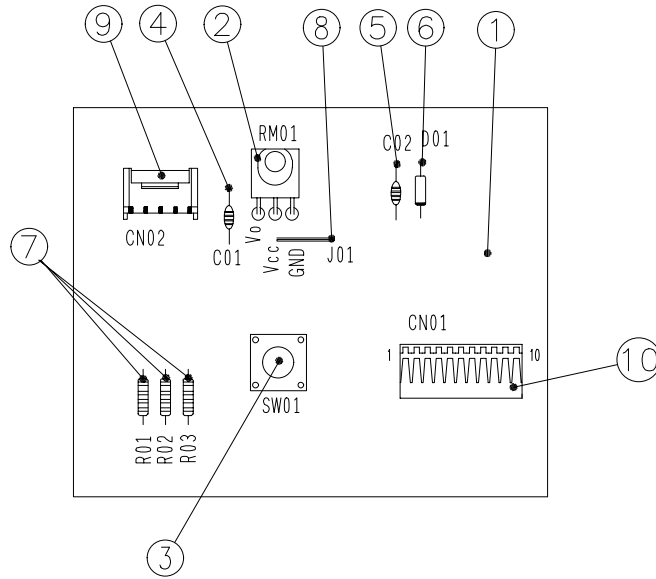 9 4 2 8 5 6 1
RM01
C02
D01
CN02
C01
Vo
Vcc
GND
J01
7
CN01
1
10
10
SW01
R01
R02
R03
3